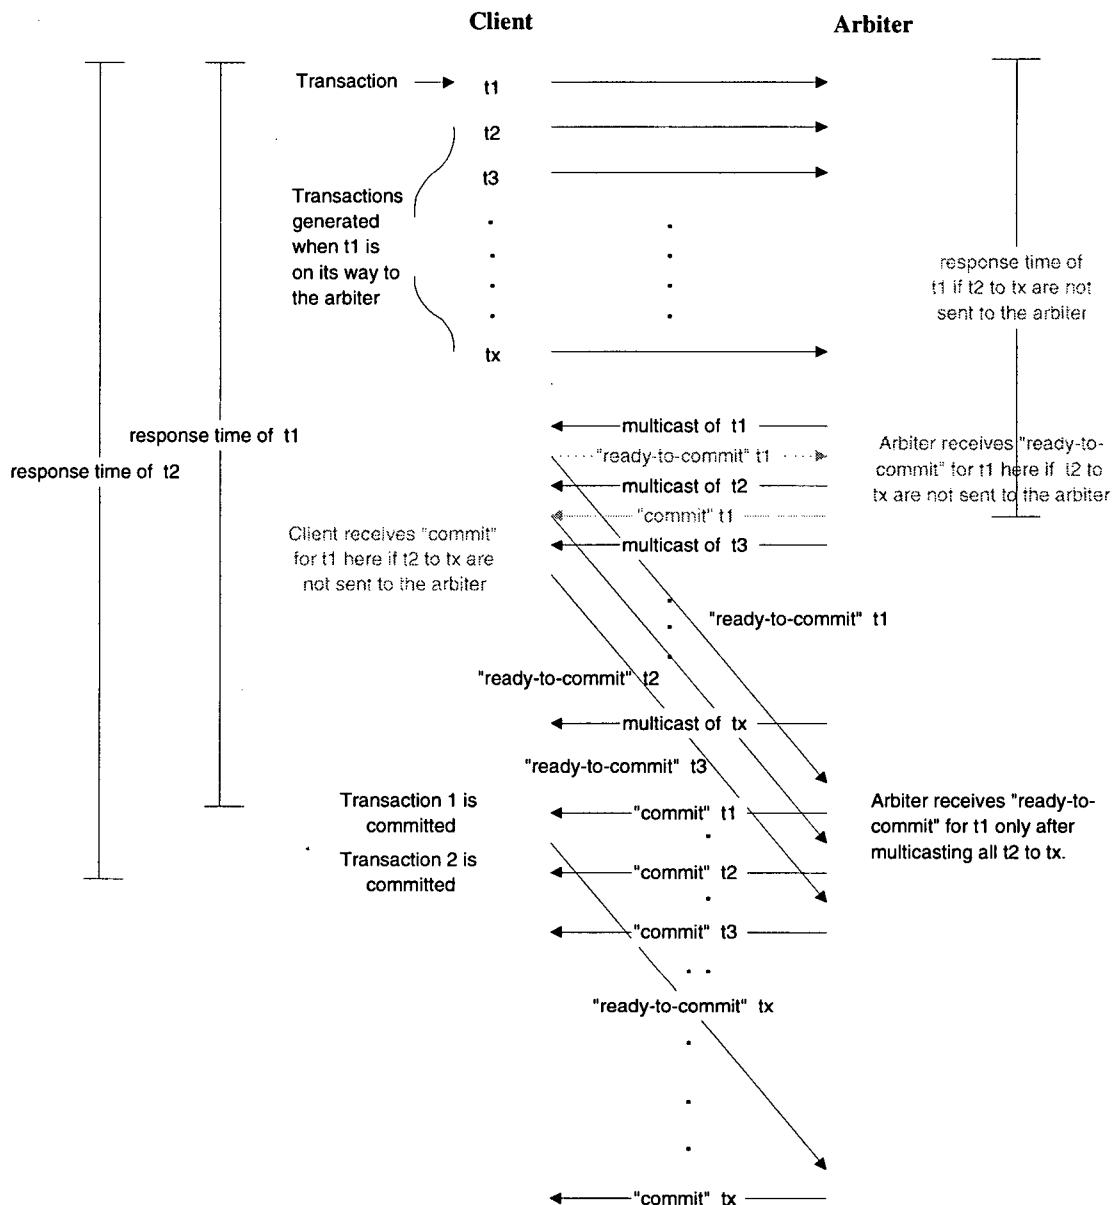 Client
Arbiter
Transaction
t1
t2
t3
Transactions
generated
when t1 is
on its way to
the arbiter
tx
response time of
t1 if t2 to tx are not
sent to the arbiter
response time of t1
response time of t2
multicast of t1
"ready-to-commit" t1
multicast of t2
"commit" t1
multicast of t3
Arbiter receives "ready-to-
commit" for t1 here if t2 to
tx are not sent to the arbiter
Client receives "commit"
for t1 here if t2 to tx are
not sent to the arbiter
"ready-to-commit" t1
"ready-to-commit" t2
multicast of tx
"ready-to-commit" t3
Transaction 1 is
committed
"commit" t1
Arbiter receives "ready-to-
commit" for t1 only after
multicasting all t2 to tx.
Transaction 2 is
committed
"commit" t2
"commit" t3
"ready-to-commit" tx
"commit" tx